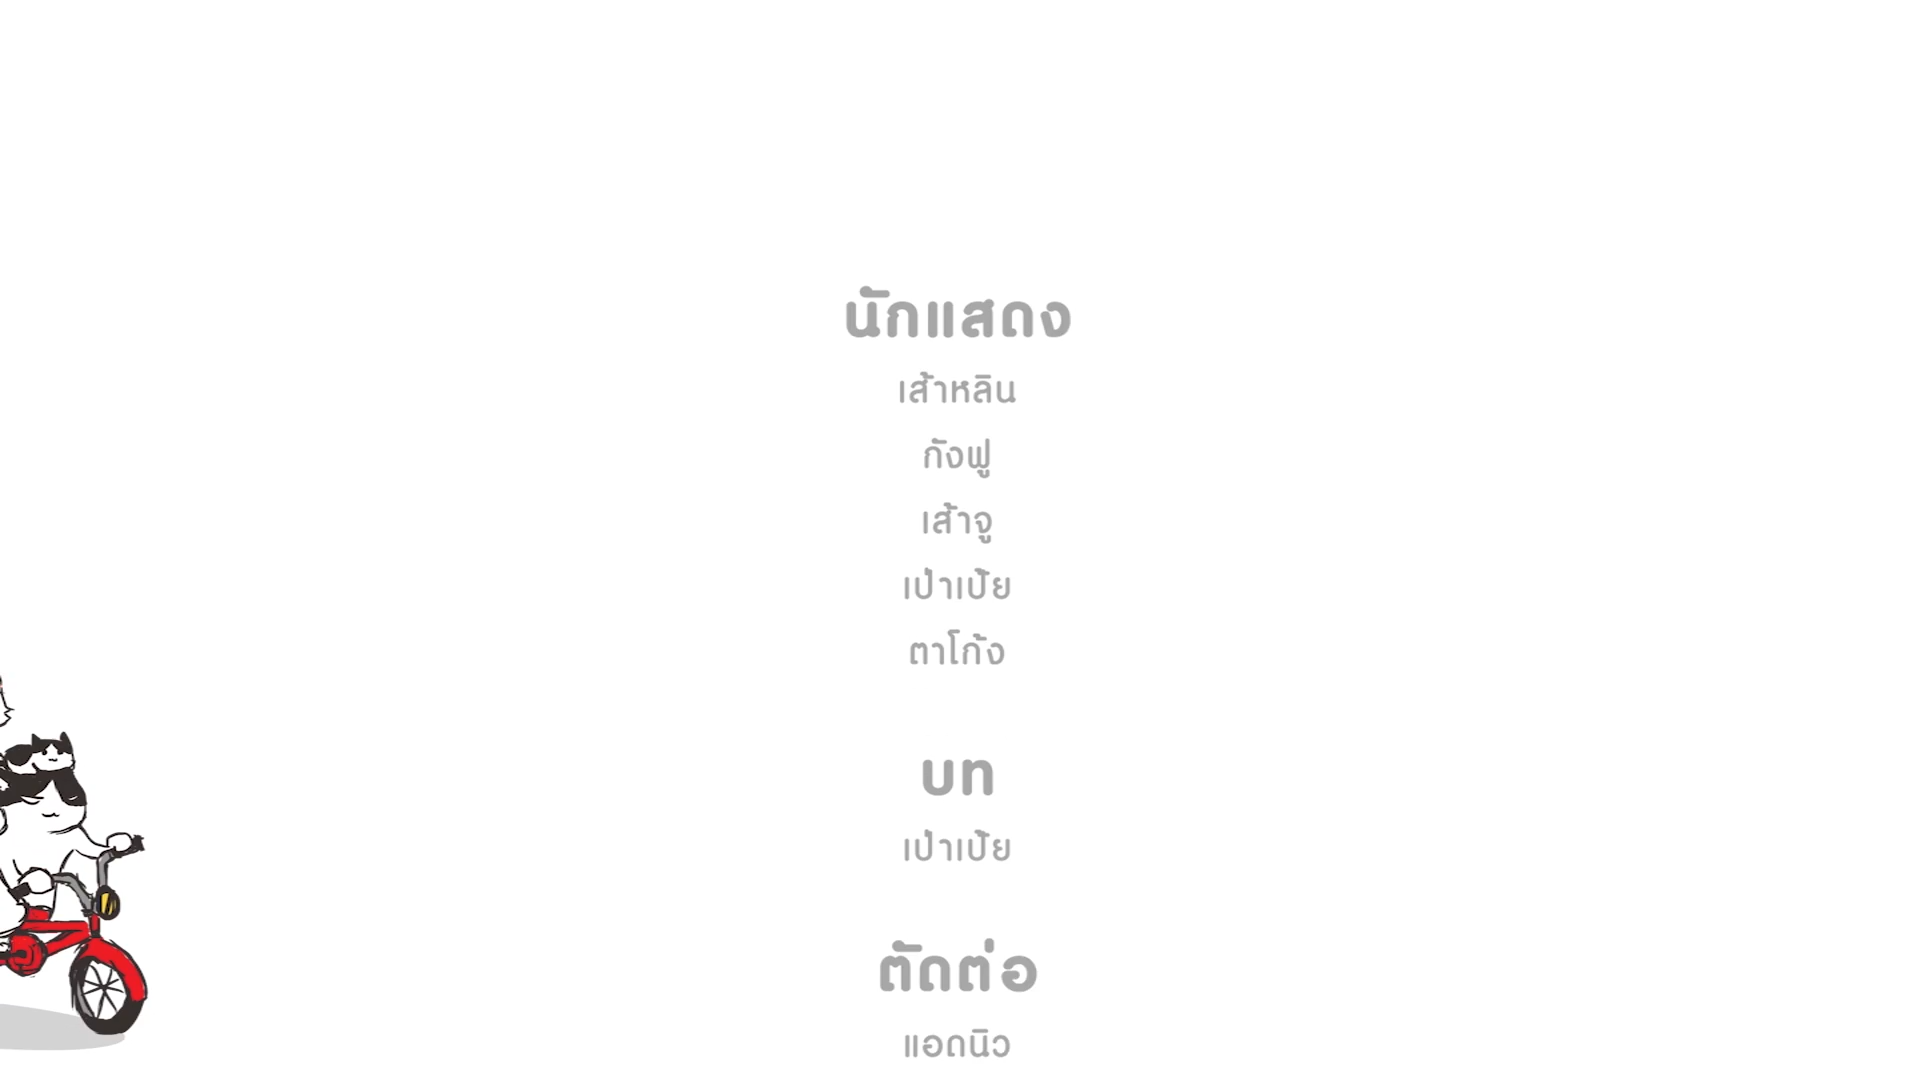 นักแสดง
เส้าหลิน
กังฟู
เส้าจู
เป่าเป้ย
ตาโก้ง
บท
เป่าเป้ย
ตัดต่อ
แอดนิว